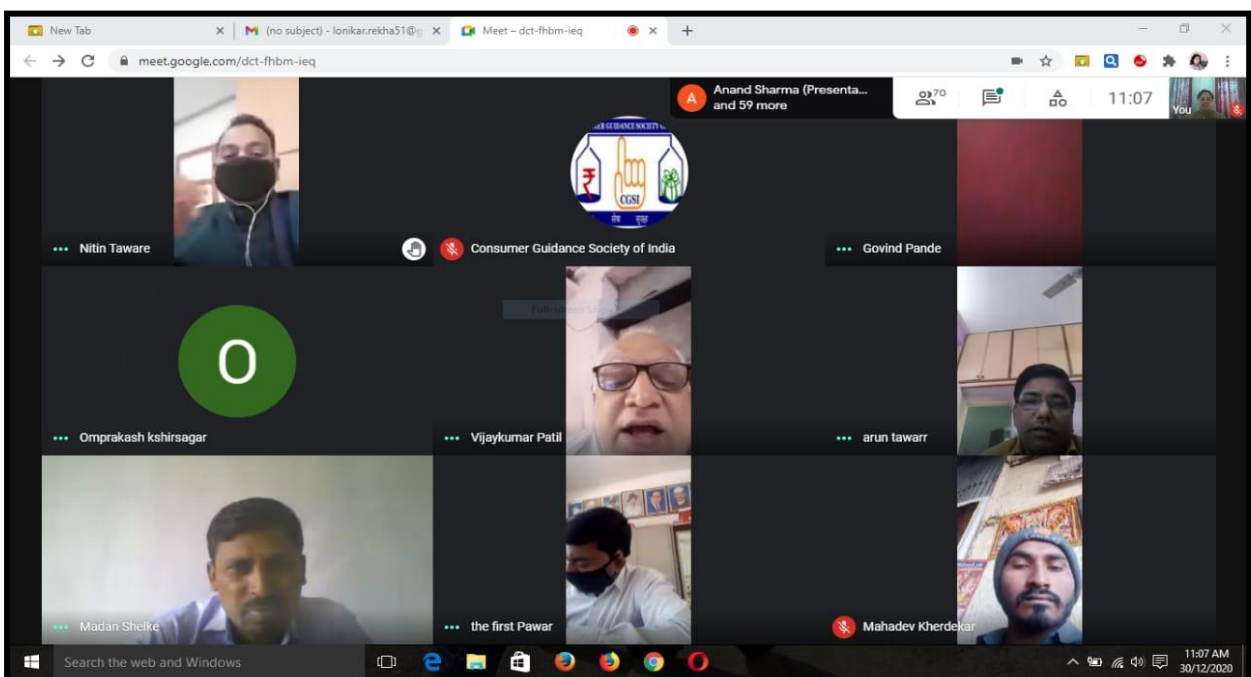 New Tab
(no subject) - lonikar.rekha51@g
Meet – dct-fhbm-ieq
meet.google.com/dct-fhbm-ieq
A
Anand Sharma (Presenta...
and 59 more
70
11:07
You
Nitin Taware
ER GUIDANCE SOCIETY
₹
CGSI
Consumer Guidance Society of India
Govind Pande
O
Omprakash kshirsagar
Vijaykumar Patil
arun tawarr
Madan Shelke
the first Pawar
Mahadev Kherdekar
Search the web and Windows
11:07 AM
30/12/2020